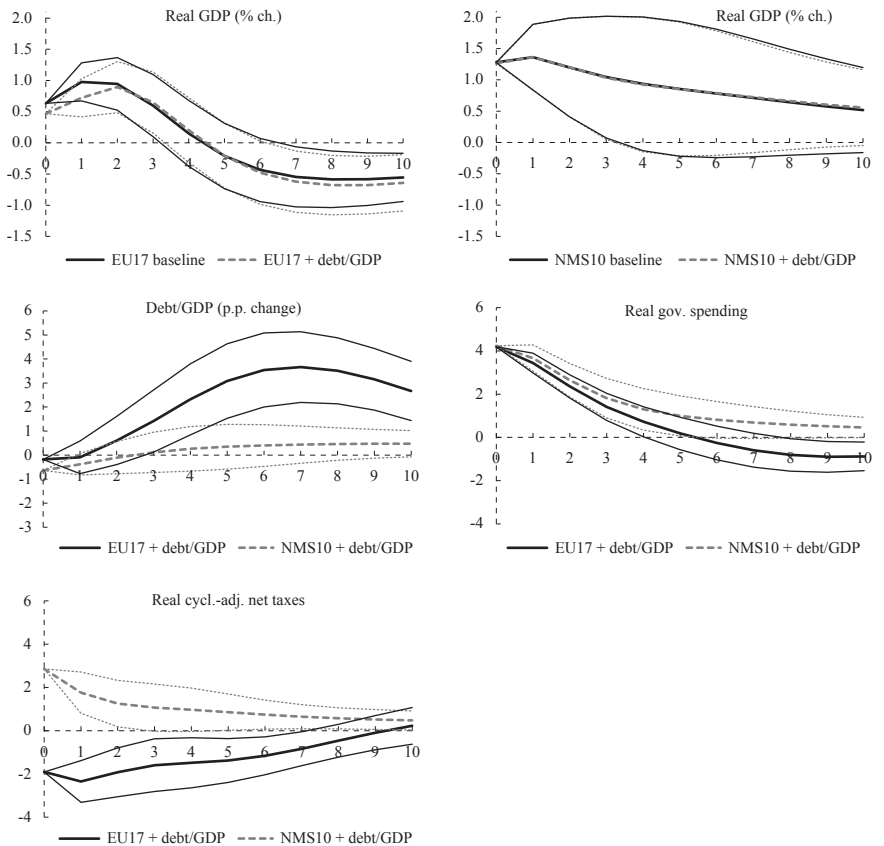 Real GDP (% ch.)
2.0
1.5
1.0
0.5
0.0
-0.5
-1.0
-1.5
0 1 2 3 4 5 6 7 8 9 10
EU17 baseline EU17 + debt/GDP
Real GDP (% ch.)
2.0
1.5
1.0
0.5
0.0
-0.5
-1.0
-1.5
0 1 2 3 4 5 6 7 8 9 10
NMS10 baseline NMS10 + debt/GDP
Debt/GDP (p.p. change)
6
5
4
3
2
1
0
-1
-2
-3
0 1 2 3 4 5 6 7 8 9 10
EU17 + debt/GDP NMS10 + debt/GDP
Real gov. spending
6
4
2
0
-2
-4
0 1 2 3 4 5 6 7 8 9 10
EU17 + debt/GDP NMS10 + debt/GDP
Real cycl.-adj. net taxes
6
4
2
0
-2
-4
0 1 2 3 4 5 6 7 8 9 10
EU17 + debt/GDP NMS10 + debt/GDP